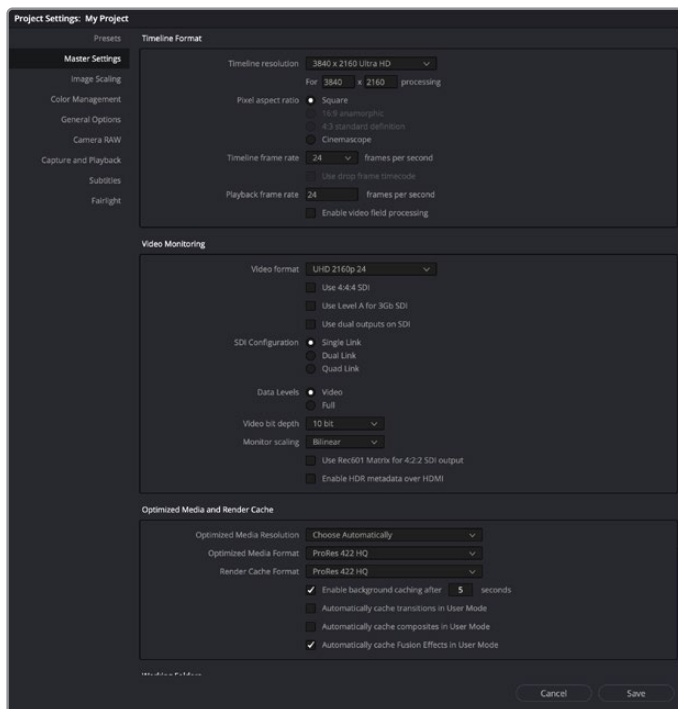 Project Settings: My Project
Presets
Master Settings
Image Scaling
Color Management
General Options
Camera RAW
Capture and Playback
Subtitles
Fairlight
Timeline Format
Timeline resolution 3840 x 2160 Ultra HD
For 3840 x 2160 processing
Pixel aspect ratio Square
16:9 anamorphic
4:3 standard definition
Cinemascope
Timeline frame rate 24 frames per second
Use drop frame timecode
Playback frame rate 24 frames per second
Enable video field processing
Video Monitoring
Video format UHD 2160p 24
Use 4:4:4 SDI
Use Level A for 3Gb SDI
Use dual outputs on SDI
SDI Configuration Single Link
Dual Link
Quad Link
Data Levels Video
Full
Video bit depth 10 bit
Monitor scaling Bilinear
Use Rec601 Matrix for 4:2:2 SDI output
Enable HDR metadata over HDMI
Optimized Media and Render Cache
Optimized Media Resolution Choose Automatically
Optimized Media Format ProRes 422 HQ
Render Cache Format ProRes 422 HQ
Enable background caching after 5 seconds
Automatically cache transitions in User Mode
Automatically cache composites in User Mode
Automatically cache Fusion Effects in User Mode
Working Folders
Cancel Save